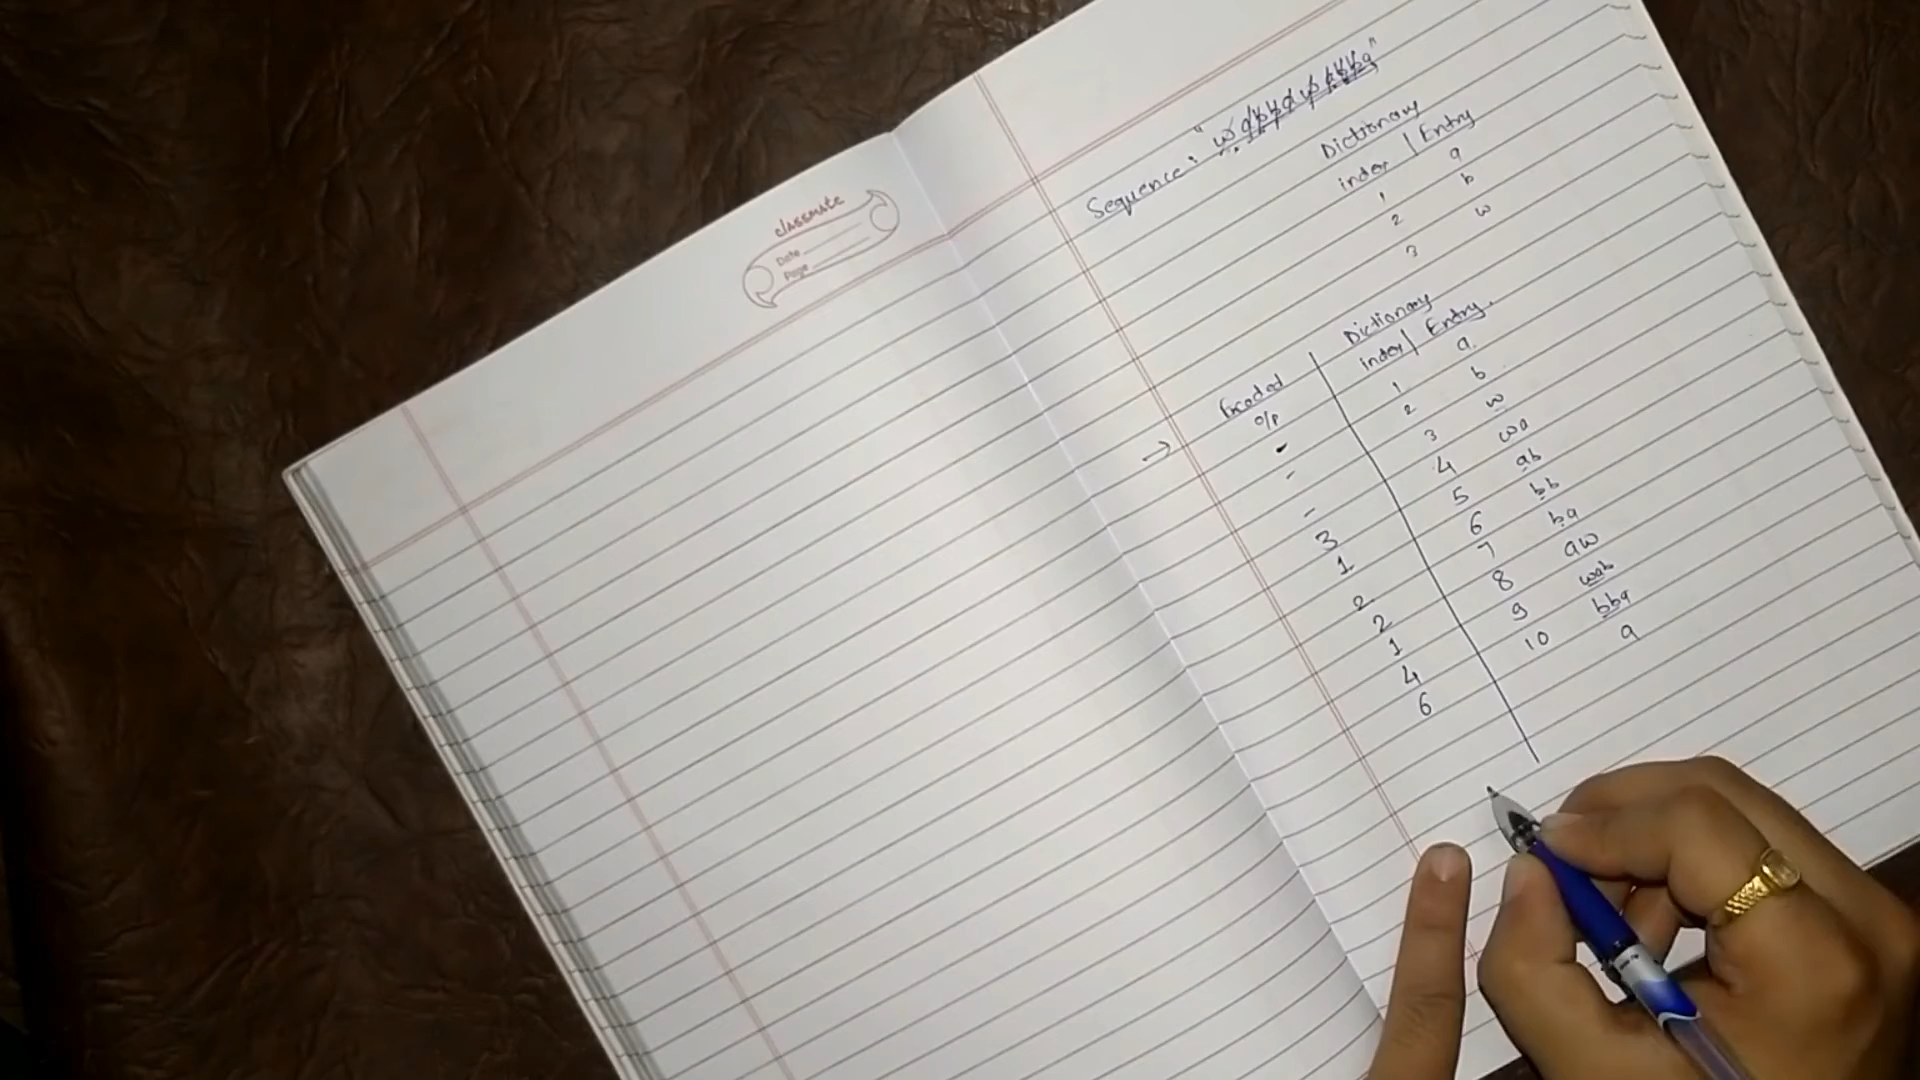 classmate
Date
Page
Sequence: "wabbawabbba"
Dictionary
index | Entry
1 a
2 b
3 w
Encoded Dictionary
O/P index | Entry.
→ - 1 a
- 2 b
- 3 w
3 4 wa
1 5 ab
2 6 bb
2 7 ba
1 8 aw
4 9 wab
6 10 bba
a